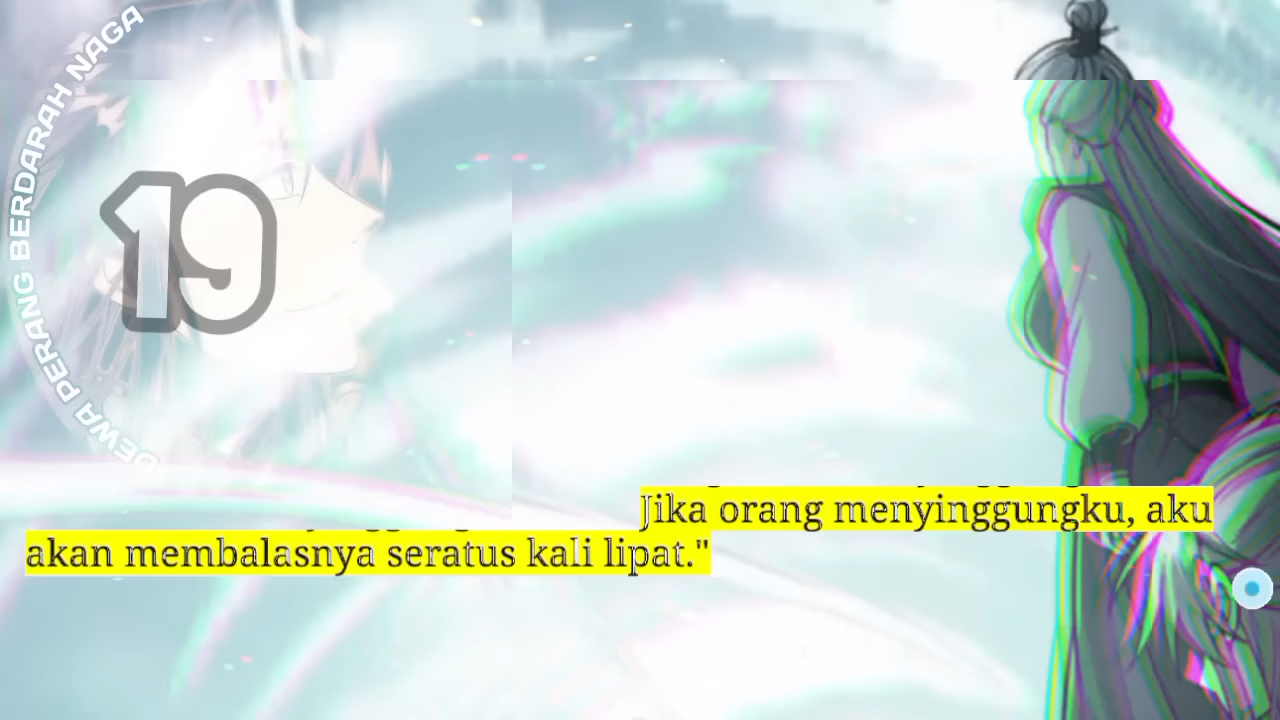 DEWA PERANG BERDARAH NAGA
19
Jika orang menyinggungku, aku
akan membalasnya seratus kali lipat."